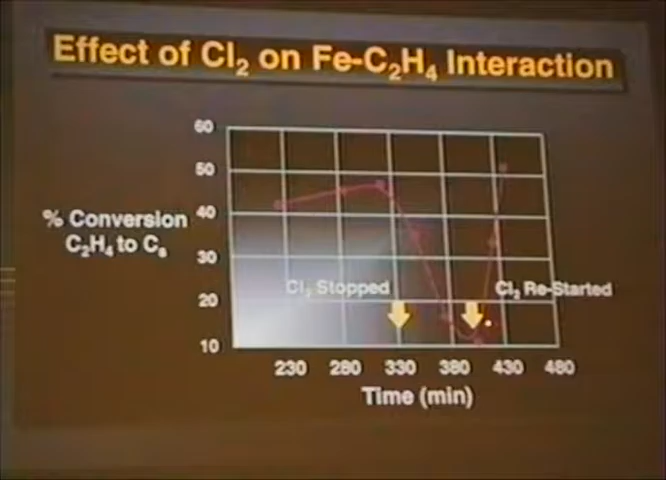 Effect of Cl₂ on Fe-C₂H₄ Interaction
60
50
% Conversion
C₂H₄ to Cₛ
40
30
Cl₂ Stopped
Cl₂ Re-Started
20
10
230 280 330 380 430 480
Time (min)